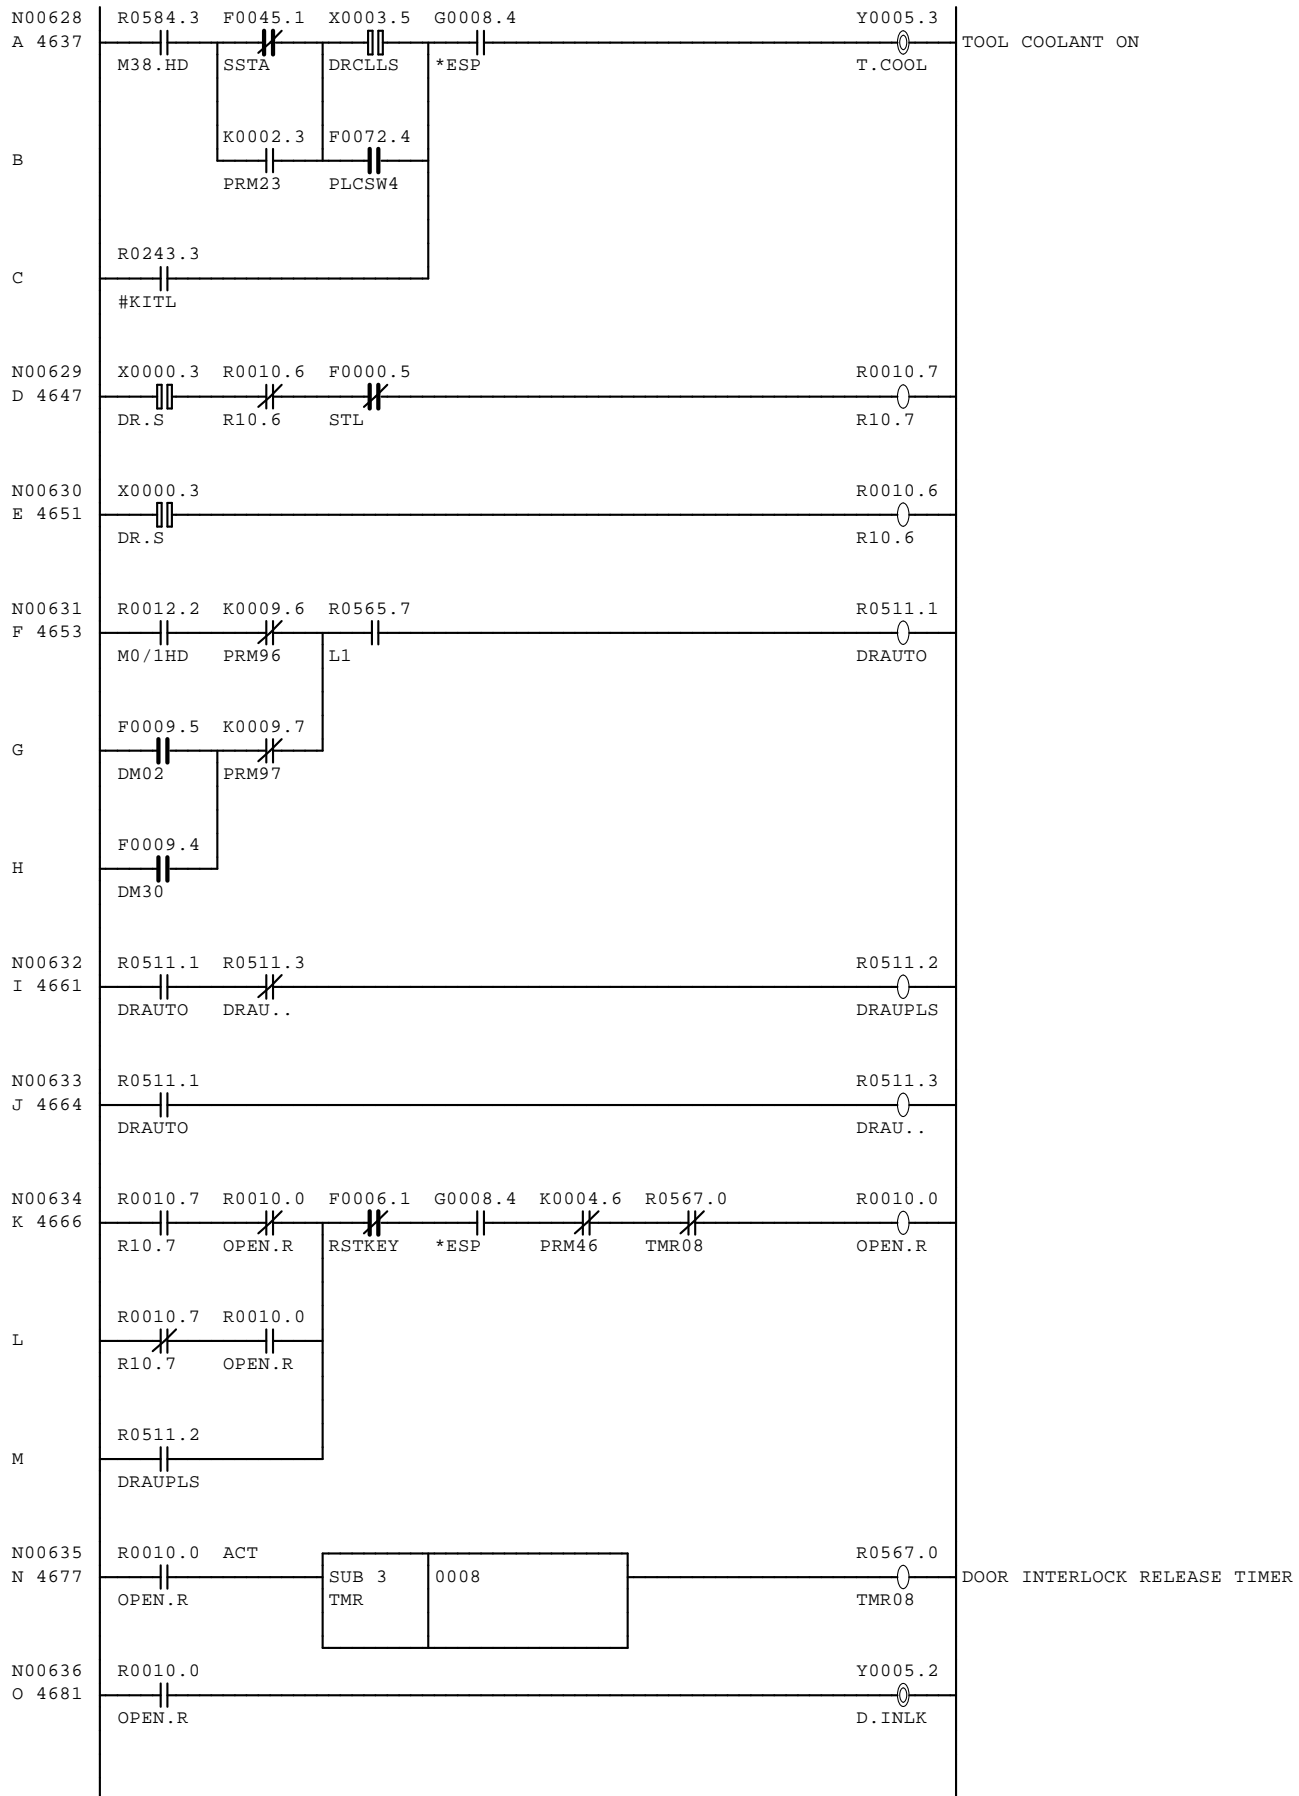 N00628 R0584.3 F0045.1 X0003.5 G0008.4 Y0005.3
A 4637 TOOL COOLANT ON
M38.HD SSTA DRCLLS *ESP T.COOL
K0002.3 F0072.4
B
PRM23 PLCSW4
R0243.3
C
#KITL
N00629 X0000.3 R0010.6 F0000.5 R0010.7
D 4647
DR.S R10.6 STL R10.7
N00630 X0000.3 R0010.6
E 4651
DR.S R10.6
N00631 R0012.2 K0009.6 R0565.7 R0511.1
F 4653
M0/1HD PRM96 L1 DRAUTO
F0009.5 K0009.7
G
DM02 PRM97
F0009.4
H
DM30
N00632 R0511.1 R0511.3 R0511.2
I 4661
DRAUTO DRAU.. DRAUPLS
N00633 R0511.1 R0511.3
J 4664
DRAUTO DRAU..
N00634 R0010.7 R0010.0 F0006.1 G0008.4 K0004.6 R0567.0 R0010.0
K 4666
R10.7 OPEN.R RSTKEY *ESP PRM46 TMR08 OPEN.R
R0010.7 R0010.0
L
R10.7 OPEN.R
R0511.2
M
DRAUPLS
N00635 R0010.0 ACT R0567.0
N 4677 SUB 3 0008 DOOR INTERLOCK RELEASE TIMER
OPEN.R TMR TMR08
N00636 R0010.0 Y0005.2
O 4681
OPEN.R D.INLK